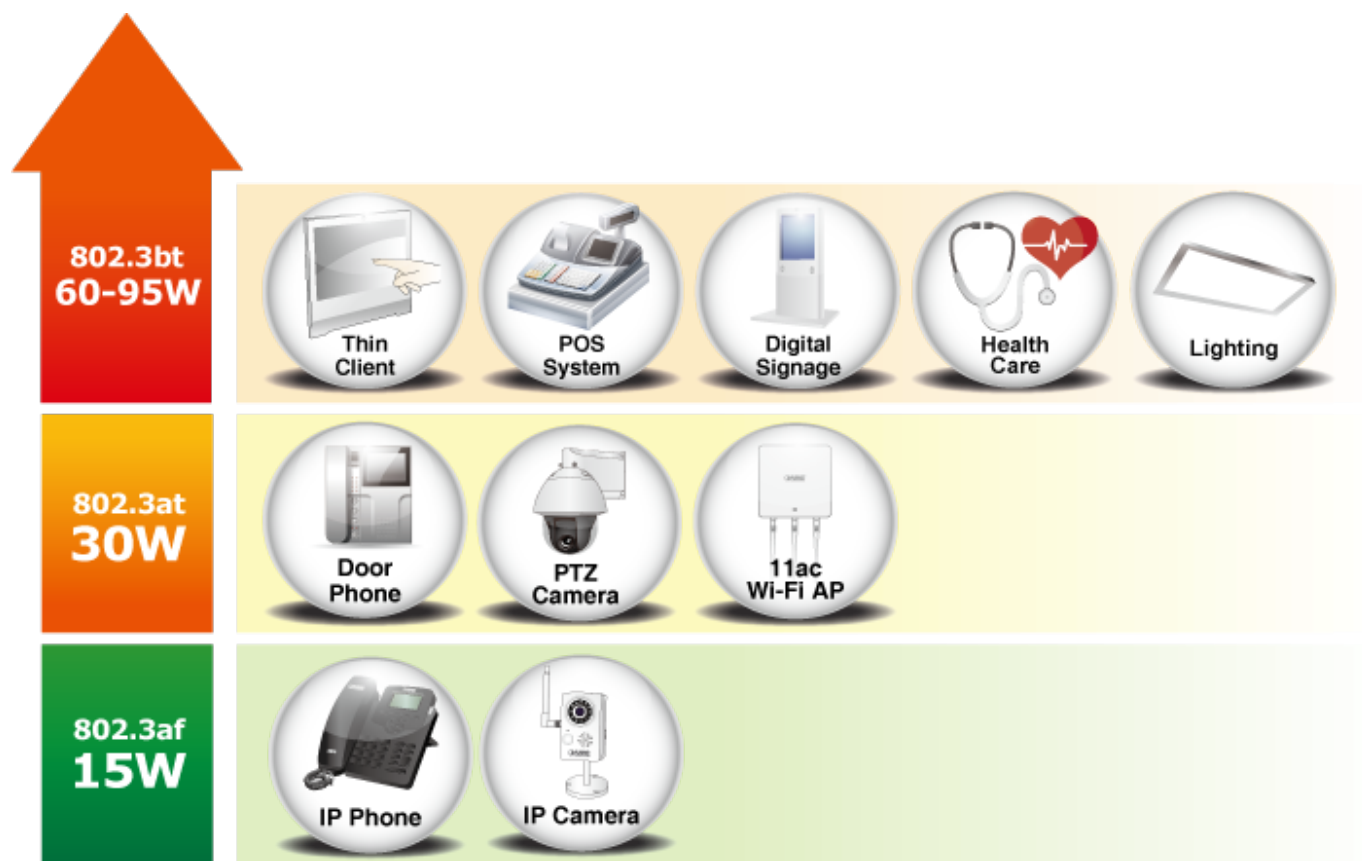 802.3bt
60-95W
Thin
Client
POS
System
Digital
Signage
Health
Care
Lighting
802.3at
30W
Door
Phone
PTZ
Camera
11ac
Wi-Fi AP
802.3af
15W
IP Phone
IP Camera